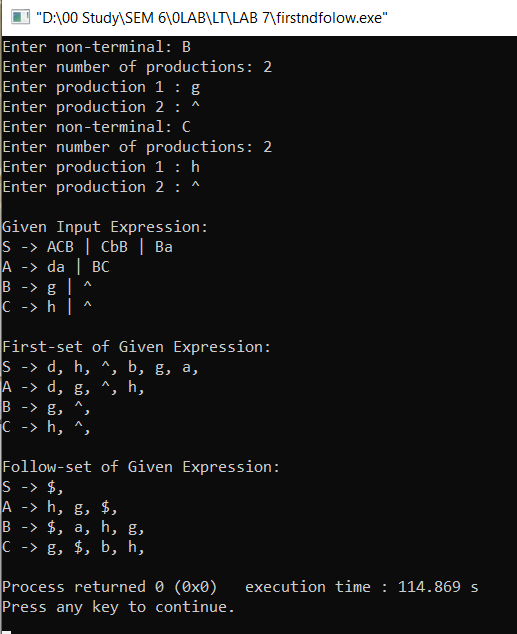 "D:\00 Study\SEM 6\0LAB\LT\LAB 7\firstndfolow.exe"
Enter non-terminal: B
Enter number of productions: 2
Enter production 1 : g
Enter production 2 : ^
Enter non-terminal: C
Enter number of productions: 2
Enter production 1 : h
Enter production 2 : ^
Given Input Expression:
S -> ACB | CbB | Ba
A -> da | BC
B -> g | ^
C -> h | ^
First-set of Given Expression:
S -> d, h, ^, b, g, a,
A -> d, g, ^, h,
B -> g, ^,
C -> h, ^,
Follow-set of Given Expression:
S -> $,
A -> h, g, $,
B -> $, a, h, g,
C -> g, $, b, h,
Process returned 0 (0x0)   execution time : 114.869 s
Press any key to continue.